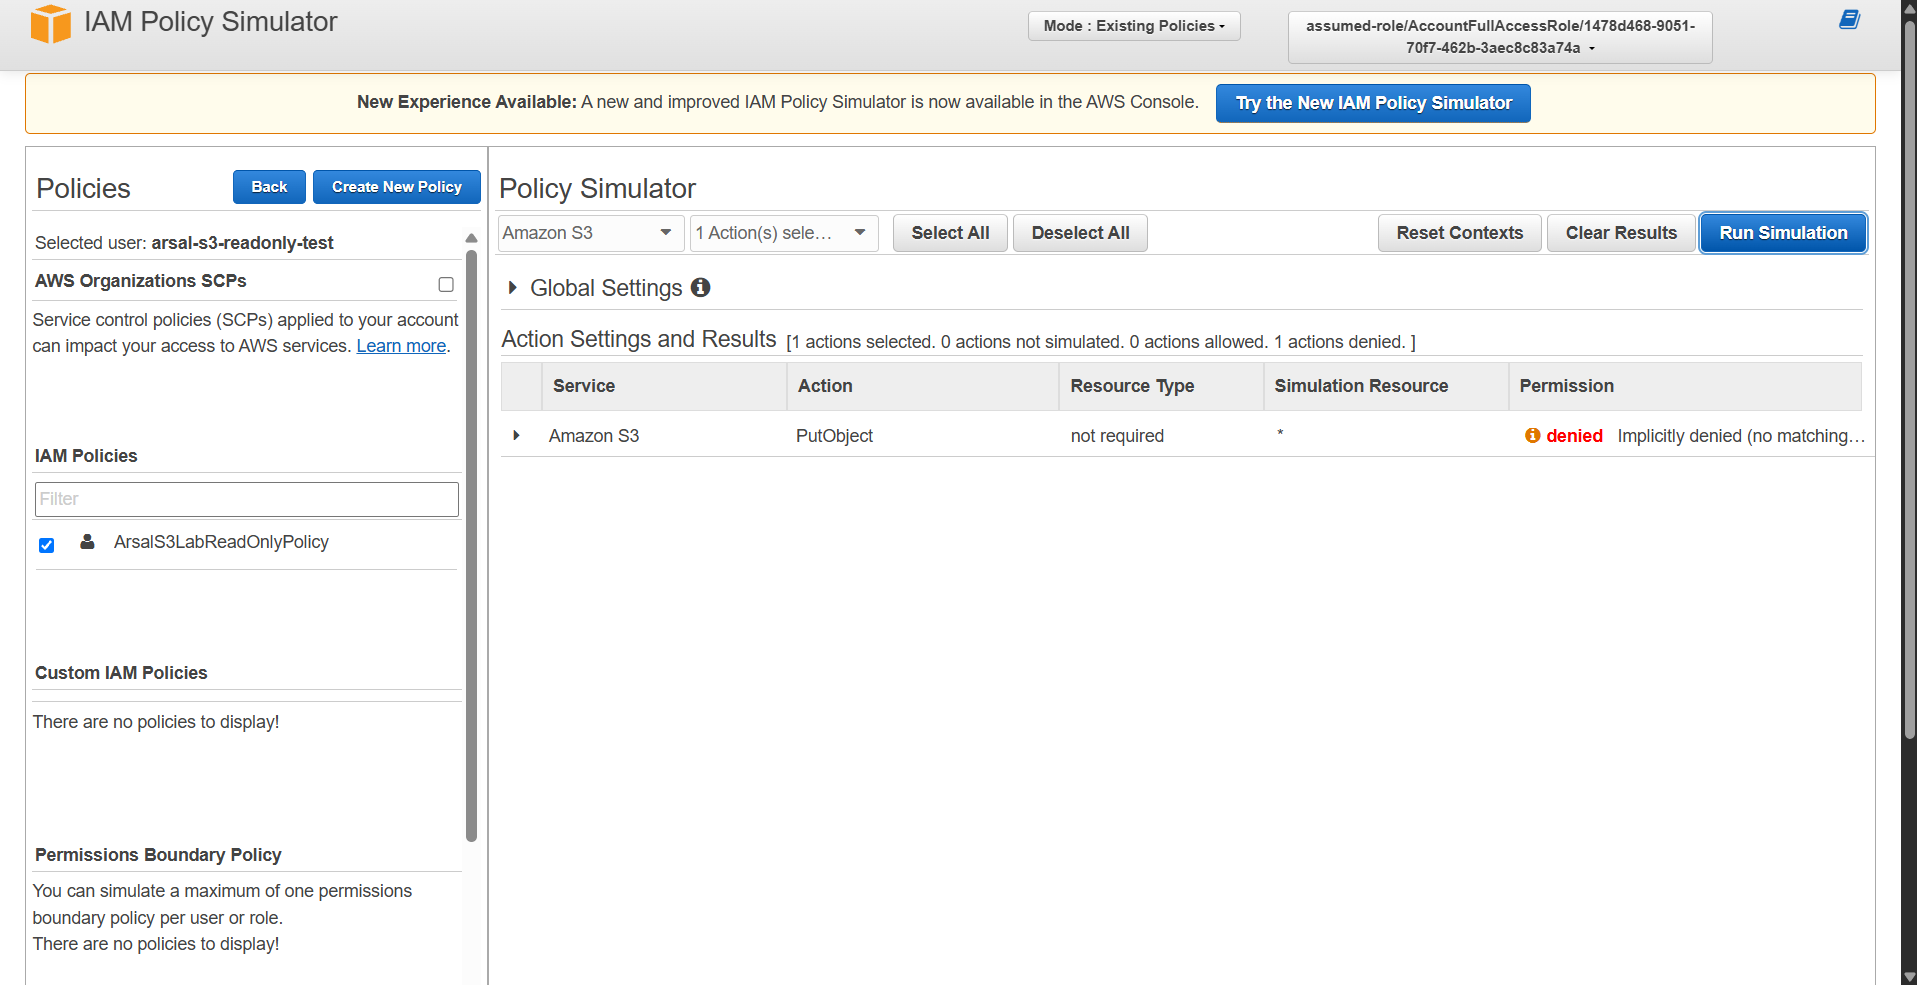 IAM Policy Simulator
Mode : Existing Policies
assumed-role/AccountFullAccessRole/1478d468-9051-
70f7-462b-3aec8c83a74a
New Experience Available: A new and improved IAM Policy Simulator is now available in the AWS Console.
Try the New IAM Policy Simulator
Policies
Back
Create New Policy
Selected user: arsal-s3-readonly-test
AWS Organizations SCPs
Service control policies (SCPs) applied to your account
can impact your access to AWS services. Learn more.
IAM Policies
Filter
ArsalS3LabReadOnlyPolicy
Custom IAM Policies
There are no policies to display!
Permissions Boundary Policy
You can simulate a maximum of one permissions
boundary policy per user or role.
There are no policies to display!
Policy Simulator
Amazon S3
1 Action(s) sele...
Select All
Deselect All
Reset Contexts
Clear Results
Run Simulation
Global Settings
Action Settings and Results [1 actions selected. 0 actions not simulated. 0 actions allowed. 1 actions denied. ]
Service Action Resource Type Simulation Resource Permission
Amazon S3 PutObject not required * denied Implicitly denied (no matching...